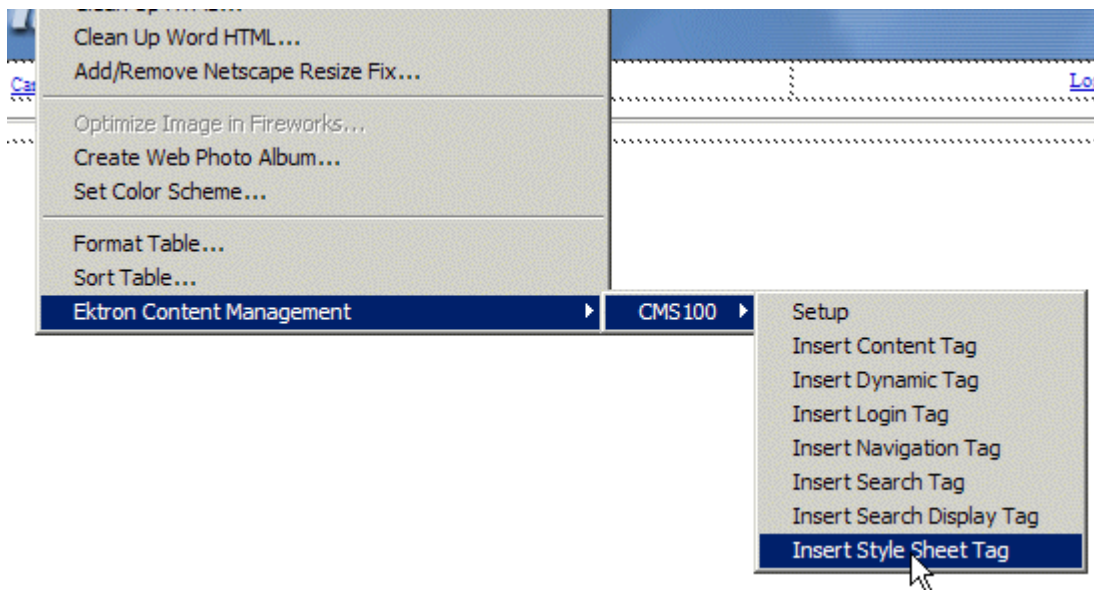 Clean Up Word HTML...
Add/Remove Netscape Resize Fix...
Optimize Image in Fireworks...
Create Web Photo Album...
Set Color Scheme...
Format Table...
Sort Table...
Ektron Content Management
CMS100
Setup
Insert Content Tag
Insert Dynamic Tag
Insert Login Tag
Insert Navigation Tag
Insert Search Tag
Insert Search Display Tag
Insert Style Sheet Tag